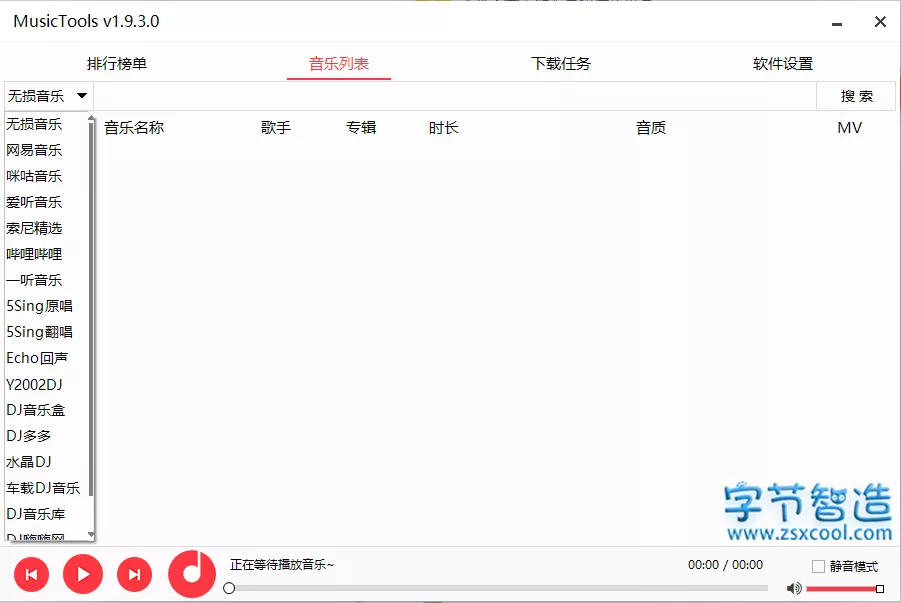 MusicTools v1.9.3.0
排行榜单 音乐列表 下载任务 软件设置
无损音乐 搜 索
音乐名称 歌手 专辑 时长 音质 MV
无损音乐
网易音乐
咪咕音乐
爱听音乐
索尼精选
哔哩哔哩
一听音乐
5Sing原唱
5Sing翻唱
Echo回声
Y2002DJ
DJ音乐盒
DJ多多
水晶DJ
车载DJ音乐
DJ音乐库
DJ嗨嗨网
字节智造
www.zsxcool.com
正在等待播放音乐~ 00:00 / 00:00 静音模式